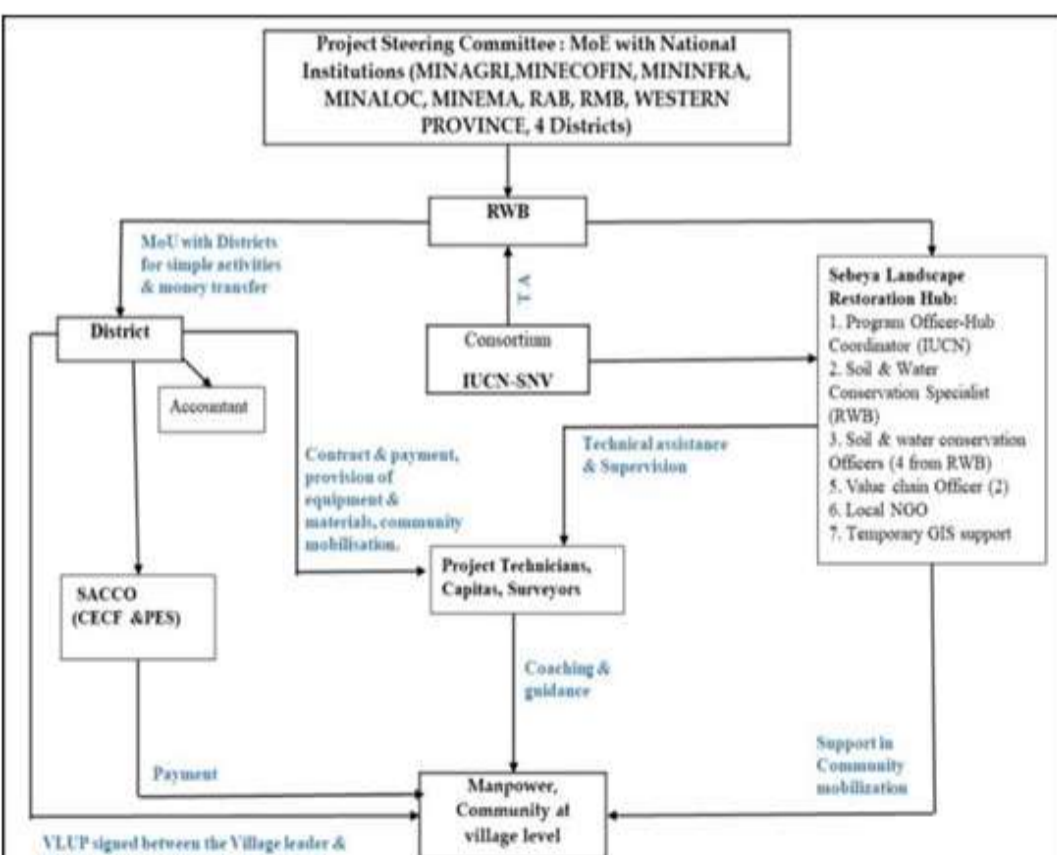 Project Steering Committee : MoE with National
Institutions (MINAGRI,MINECOFIN, MININFRA,
MINALOC, MINEMA, RAB, RMB, WESTERN
PROVINCE, 4 Districts)
RWB
MoU with Districts
for simple activities
& money transfer
District
Accountant
T A
Consortium
IUCN-SNV
Sebeya Landscape
Restoration Hub:
1. Program Officer-Hub
Coordinator (IUCN)
2. Soil & Water
Conservation Specialist
(RWB)
3. Soil & water conservation
Officers (4 from RWB)
5. Value chain Officer (2)
6. Local NGO
7. Temporary GIS support
Contract & payment,
provision of
equipment &
materials, community
mobilisation.
Technical assistance
& Supervision
Project Technicians,
Capitas, Surveyors
SACCO
(CECF &PES)
Coaching &
guidance
Support in
Community
mobilization
Payment
Manpower,
Community at
village level
VLUP signed between the Village leader &